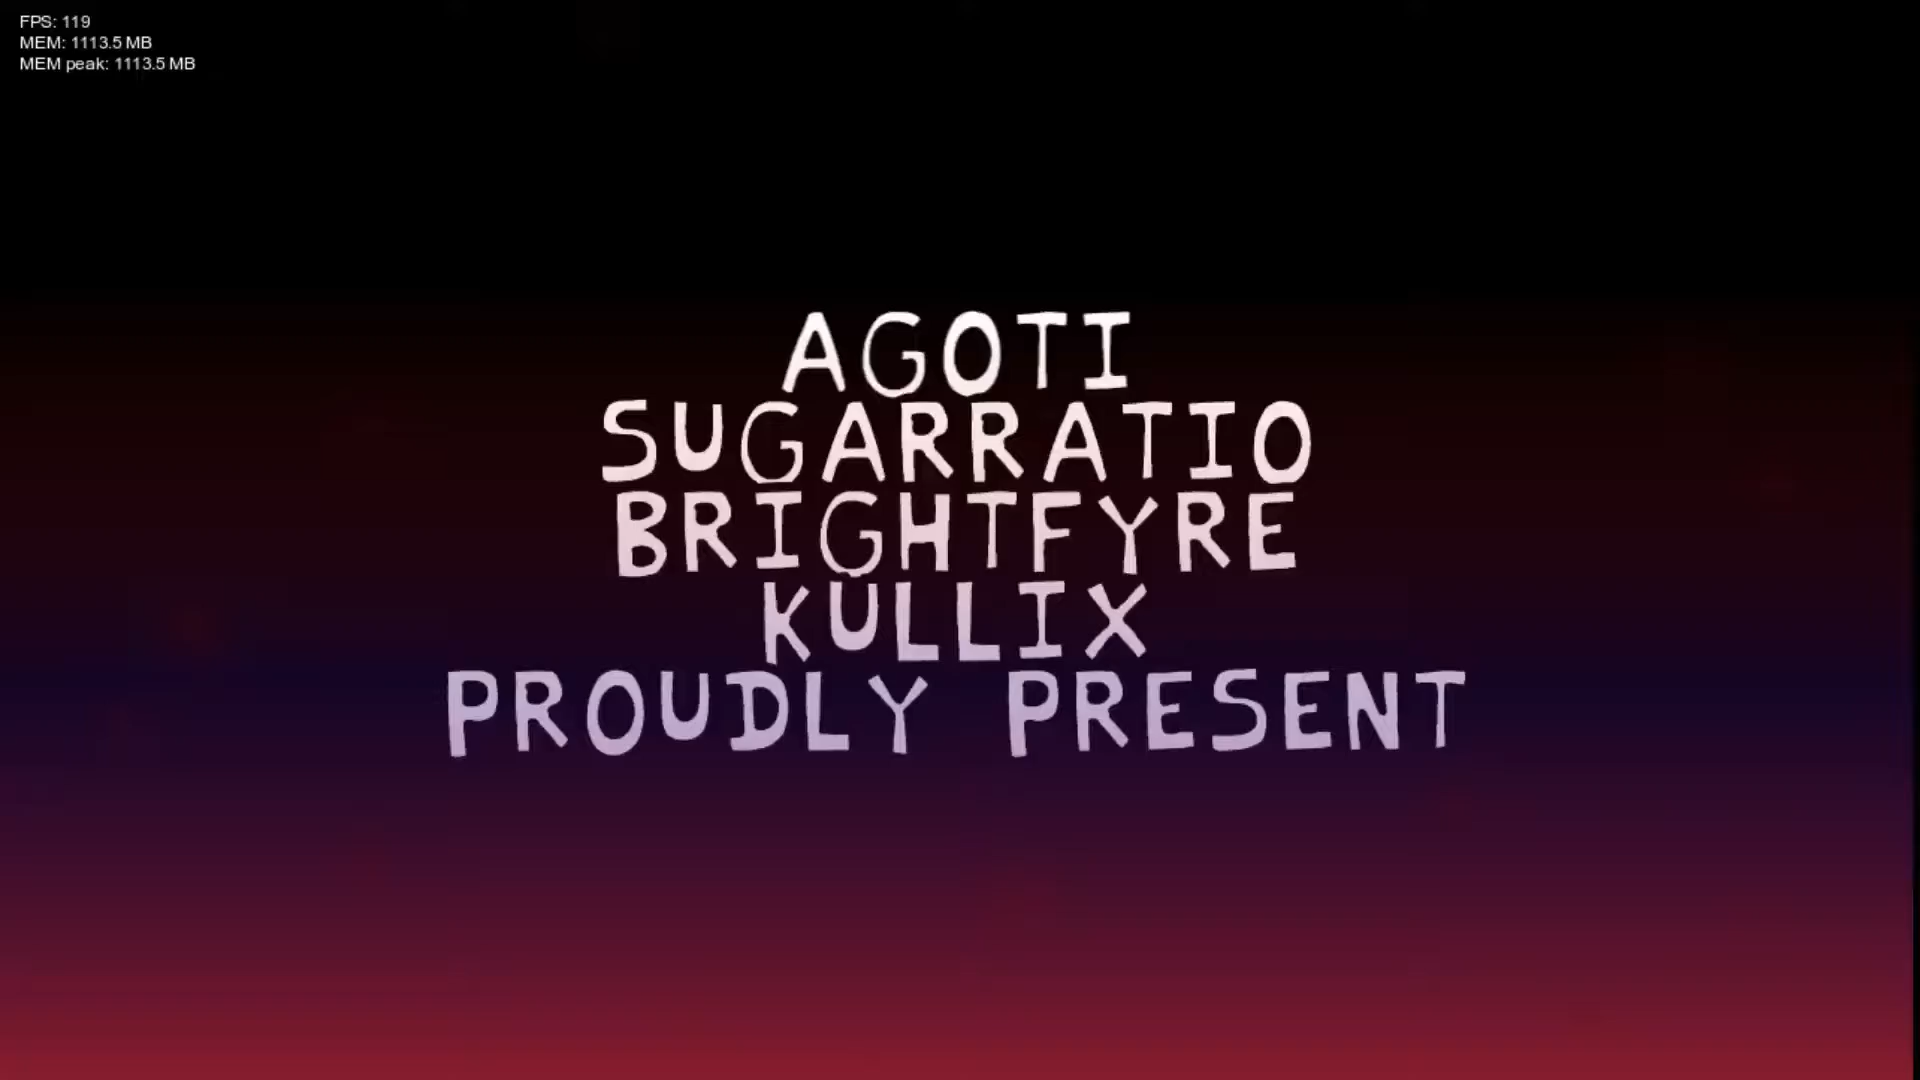 FPS: 119
MEM: 1113.5 MB
MEM peak: 1113.5 MB
AGOTI
SUGARRATIO
BRIGHTFYRE
KULLIX
PROUDLY PRESENT